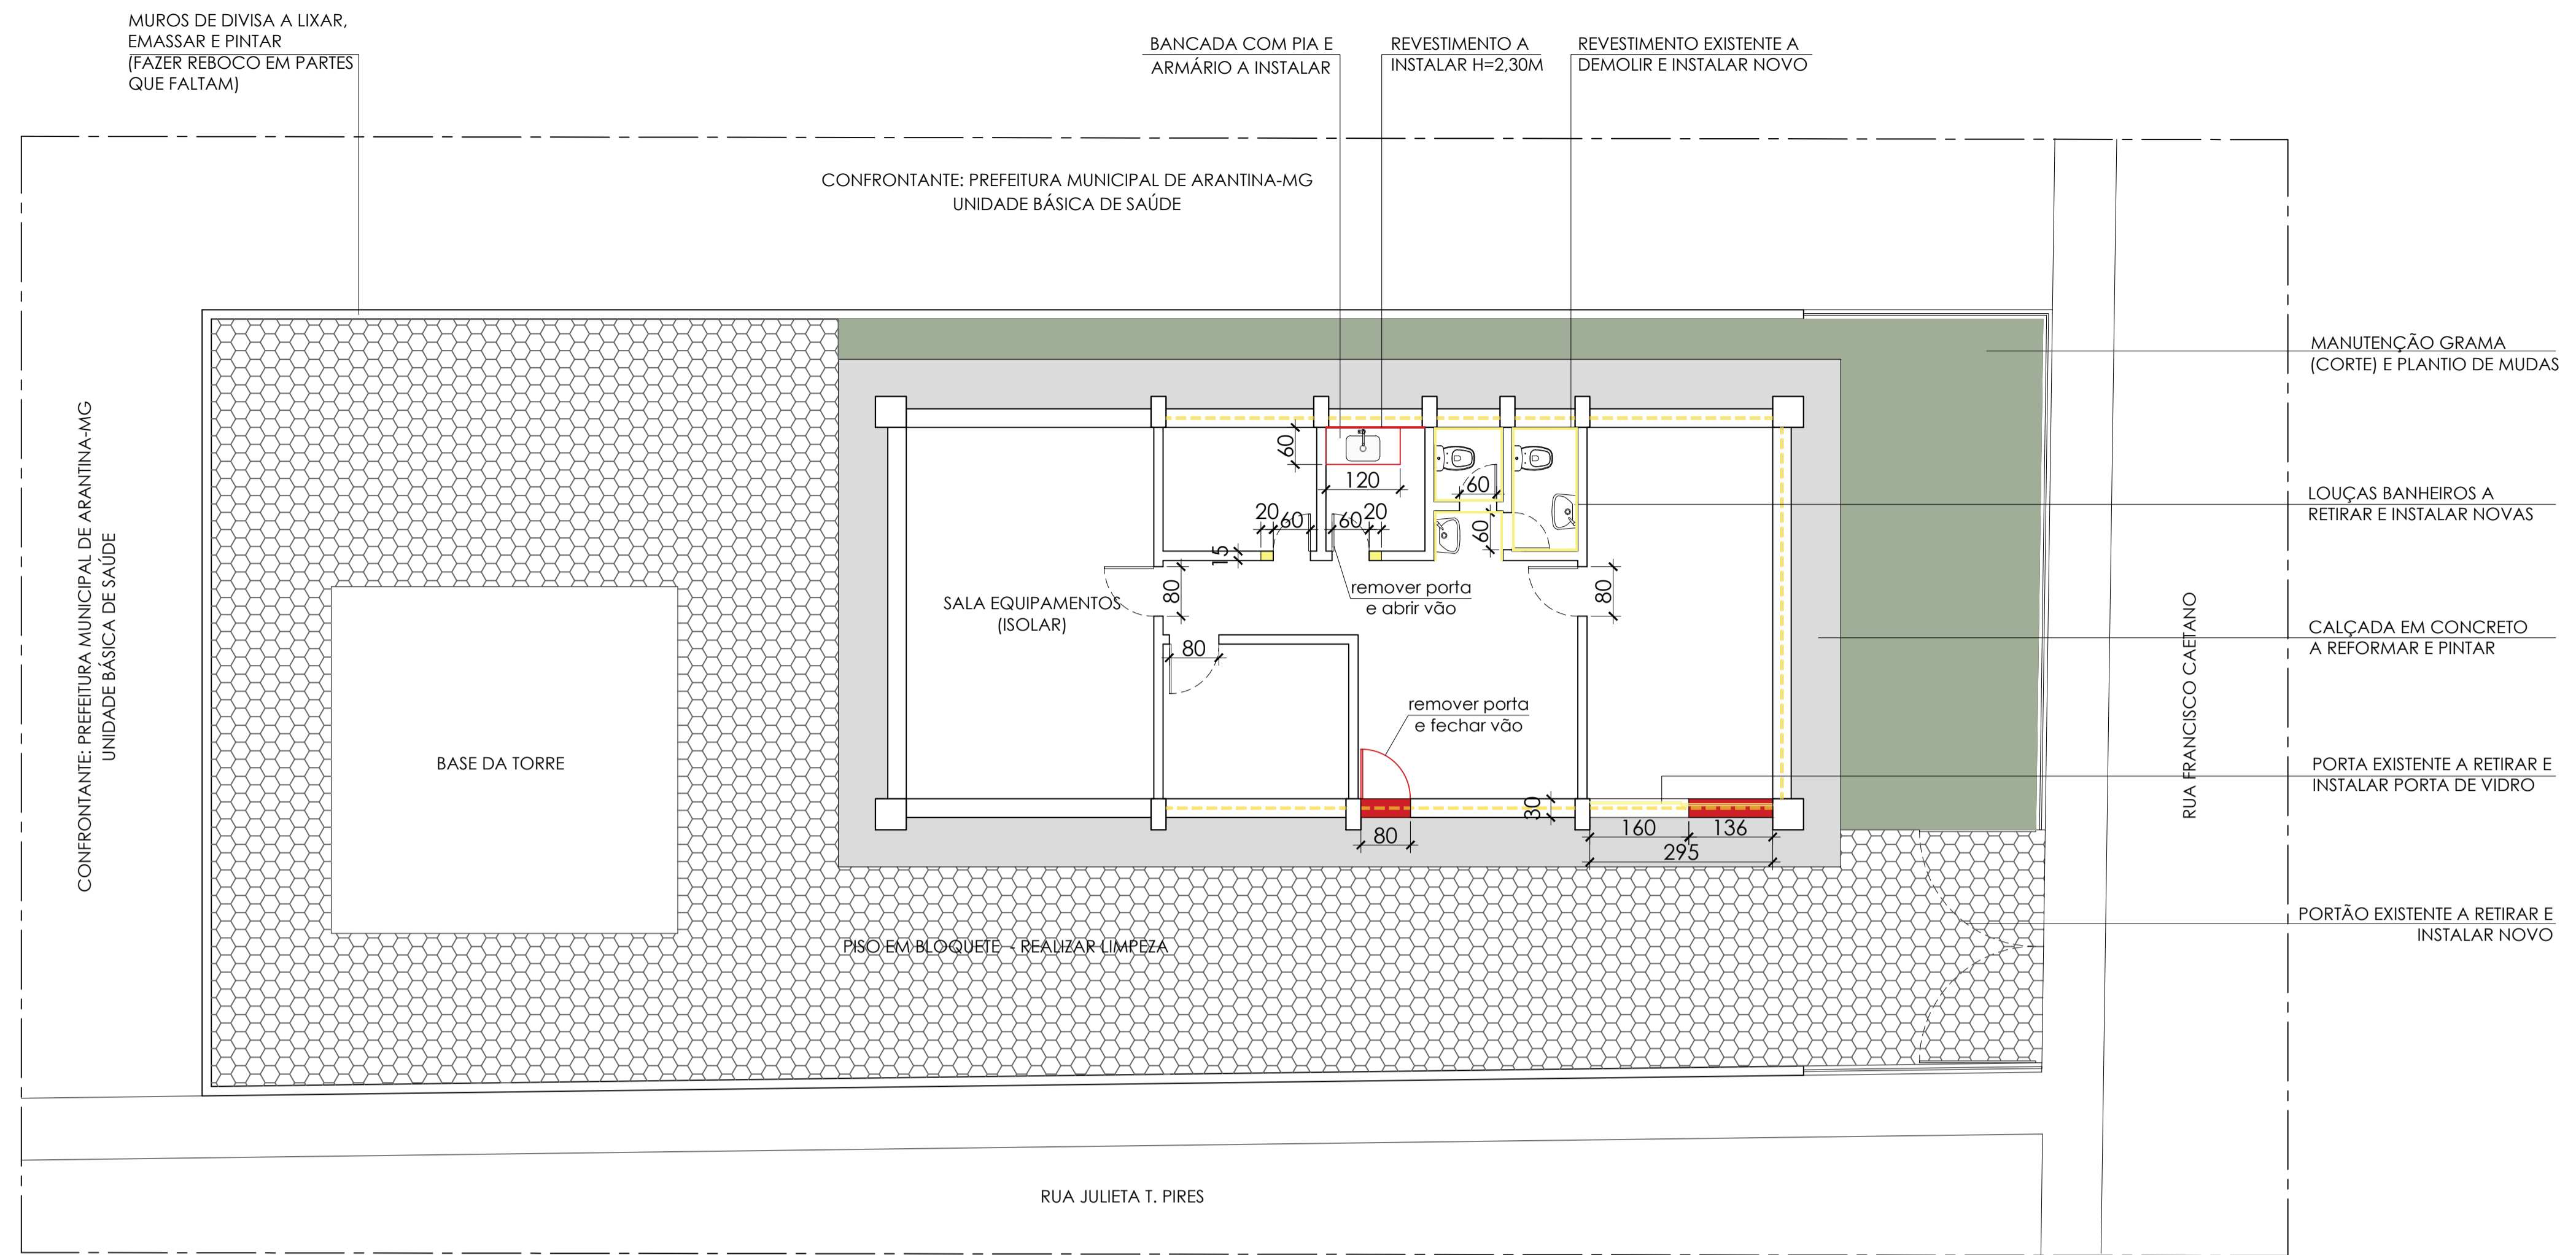 MUROS DE DIVISA A LIXAR,
EMASSAR E PINTAR
(FAZER REBOCO EM PARTES
QUE FALTAM)
BANCADA COM PIA E
ARMÁRIO A INSTALAR
REVESTIMENTO A
INSTALAR H=2,30M
REVESTIMENTO EXISTENTE A
DEMOLIR E INSTALAR NOVO
CONFRONTANTE: PREFEITURA MUNICIPAL DE ARANTINA-MG
UNIDADE BÁSICA DE SAÚDE
CONFRONTANTE: PREFEITURA MUNICIPAL DE ARANTINA-MG
UNIDADE BÁSICA DE SAÚDE
MANUTENÇÃO GRAMA
(CORTE) E PLANTIO DE MUDAS
LOUÇAS BANHEIROS A
RETIRAR E INSTALAR NOVAS
CALÇADA EM CONCRETO
A REFORMAR E PINTAR
PORTA EXISTENTE A RETIRAR E
INSTALAR PORTA DE VIDRO
PORTÃO EXISTENTE A RETIRAR E
INSTALAR NOVO
RUA FRANCISCO CAETANO
60
120
60
20
60
60
20
60
15
80
80
SALA EQUIPAMENTOS
(ISOLAR)
remover porta
e abrir vão
80
remover porta
e fechar vão
BASE DA TORRE
30
80
160
136
295
PISO EM BLOQUETE - REALIZAR LIMPEZA
RUA JULIETA T. PIRES